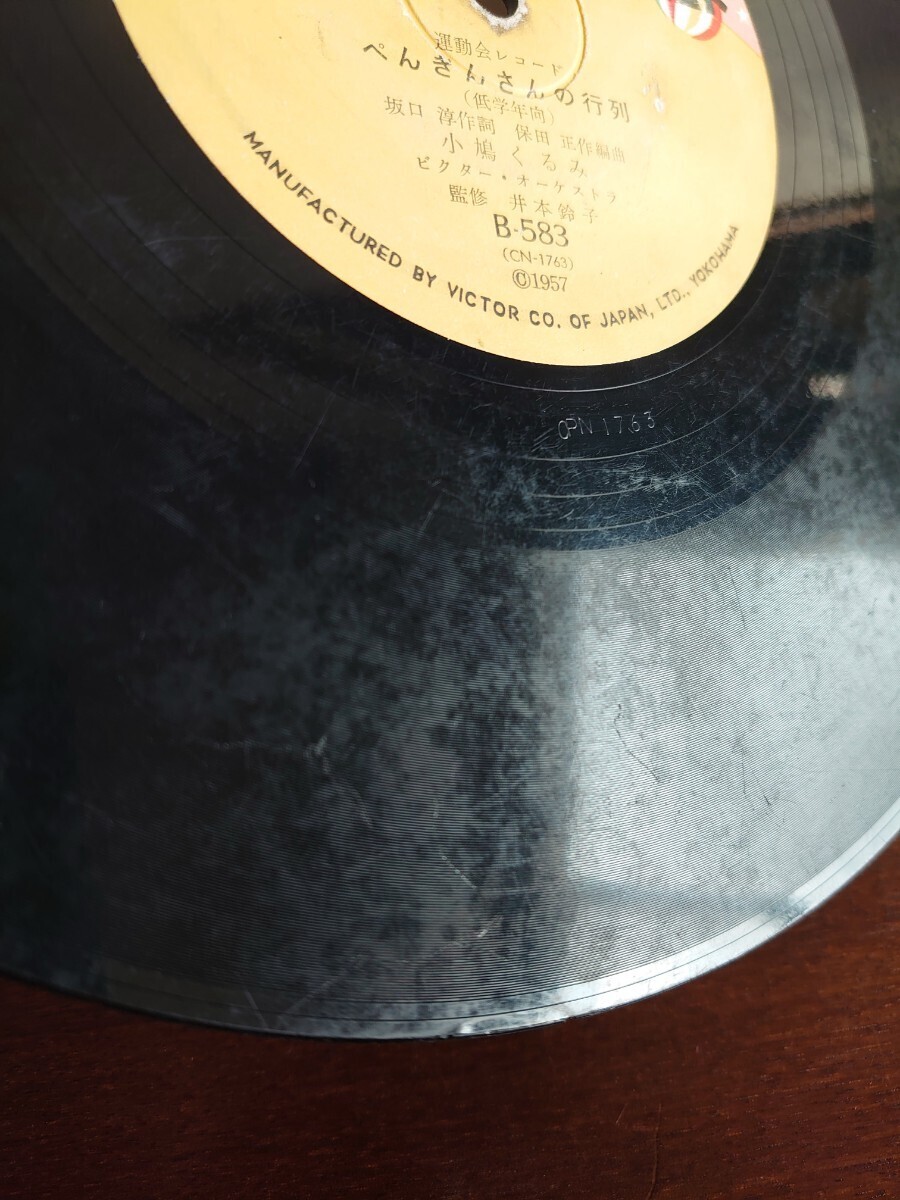 運動会レコード
ぺんぎんさんの行列
(低学年向)
坂口 淳作詞 保田 正作編曲
小鳩くるみ
ビクター・オーケストラ
監修 井本鈴子
B-583
(CN-1763)
©1957
MANUFACTURED BY VICTOR CO. OF JAPAN, LTD., YOKOHAMA
CPN 1763